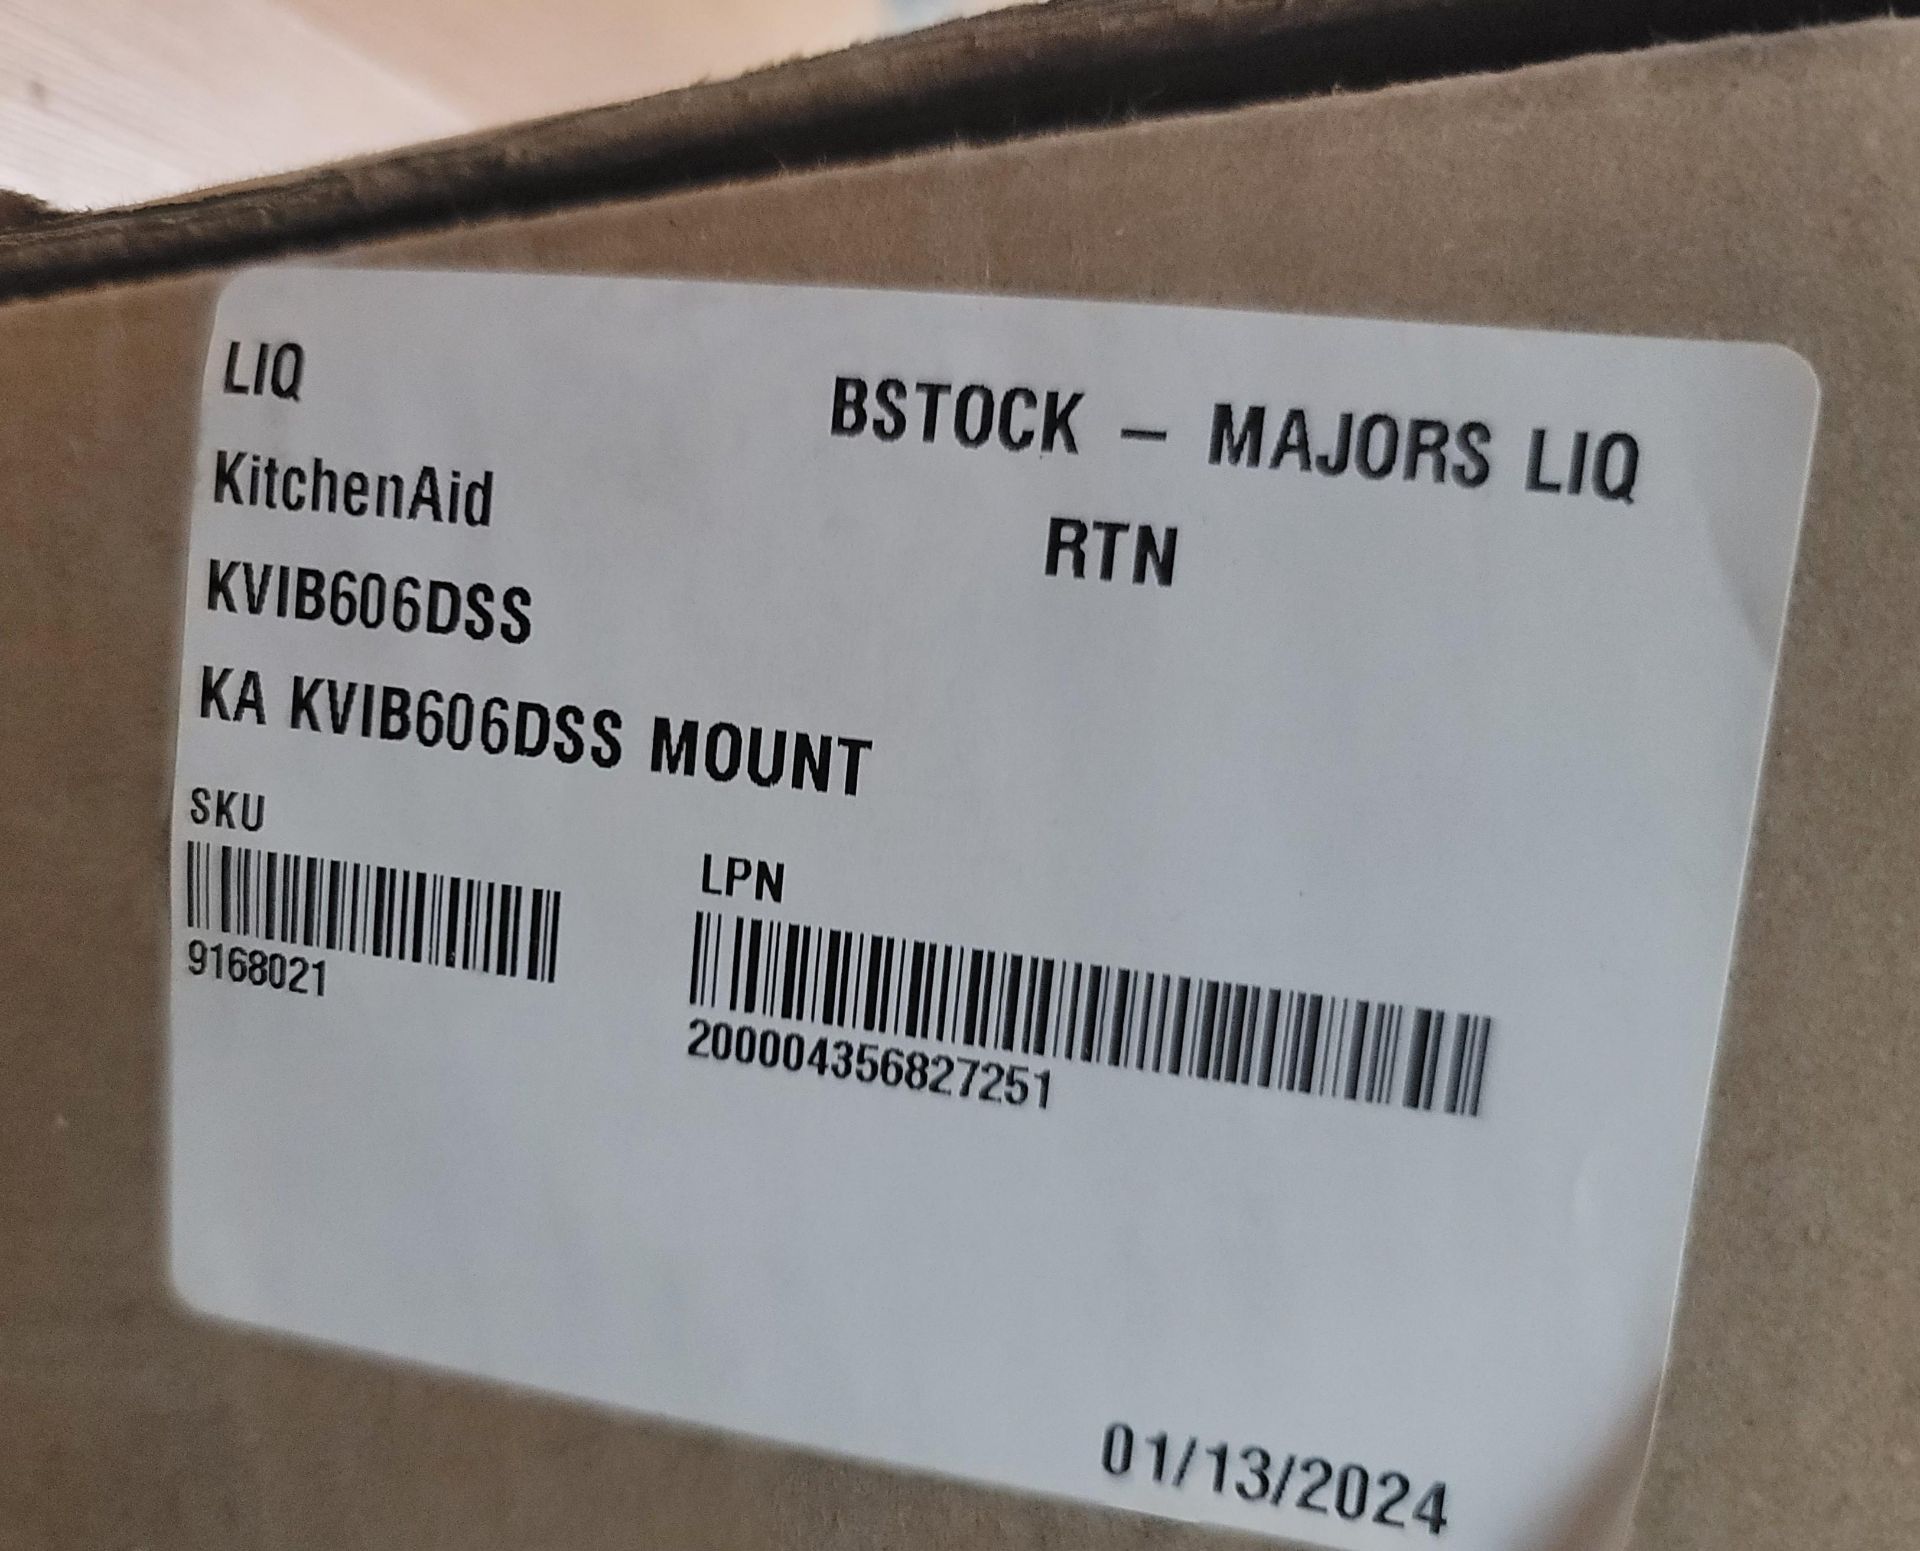 LIQ
BSTOCK - MAJORS LIQ
RTN
KitchenAid
KVIB606DSS
KA KVIB606DSS MOUNT
SKU
9168021
LPN
200004356827251
01/13/2024